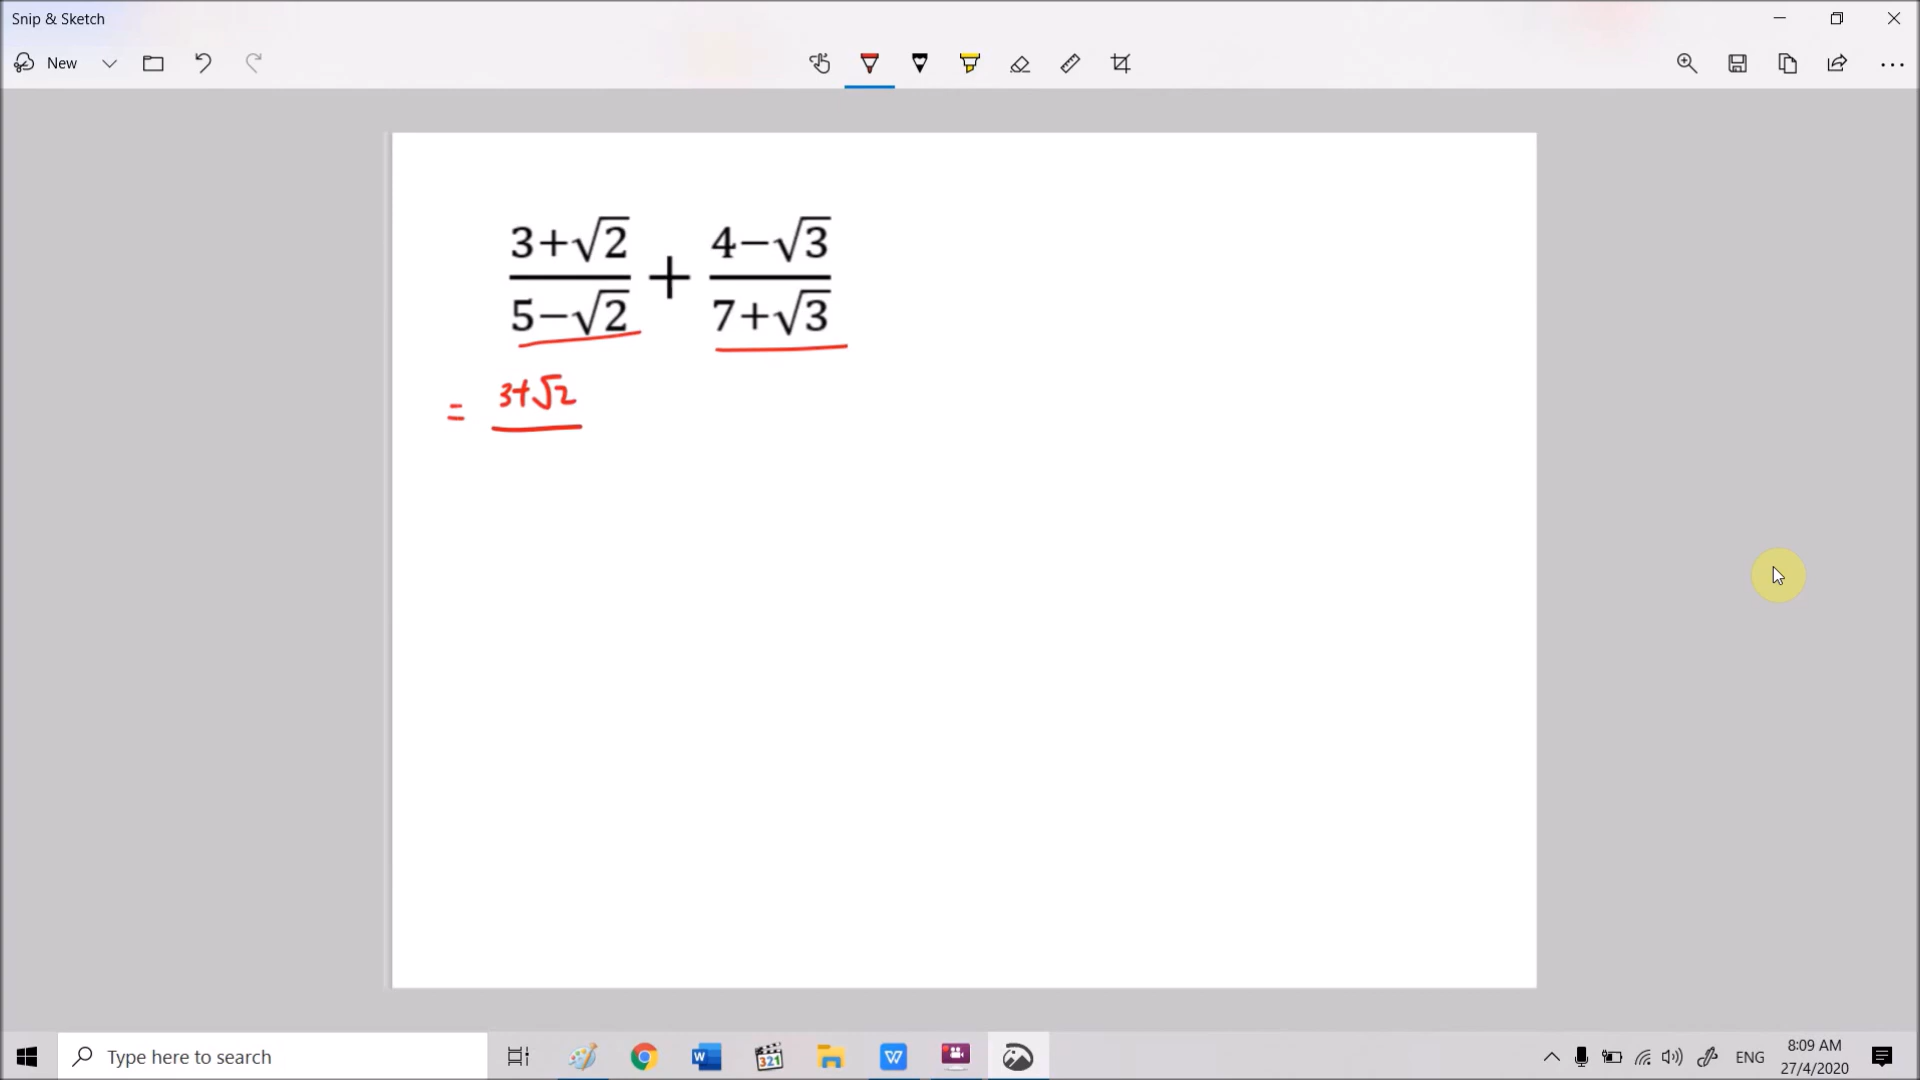 Snip & Sketch
New
3+√2 4−√3
+
5−√2 7+√3
= 3+√2
Type here to search
W
321
W
ENG
8:09 AM
27/4/2020